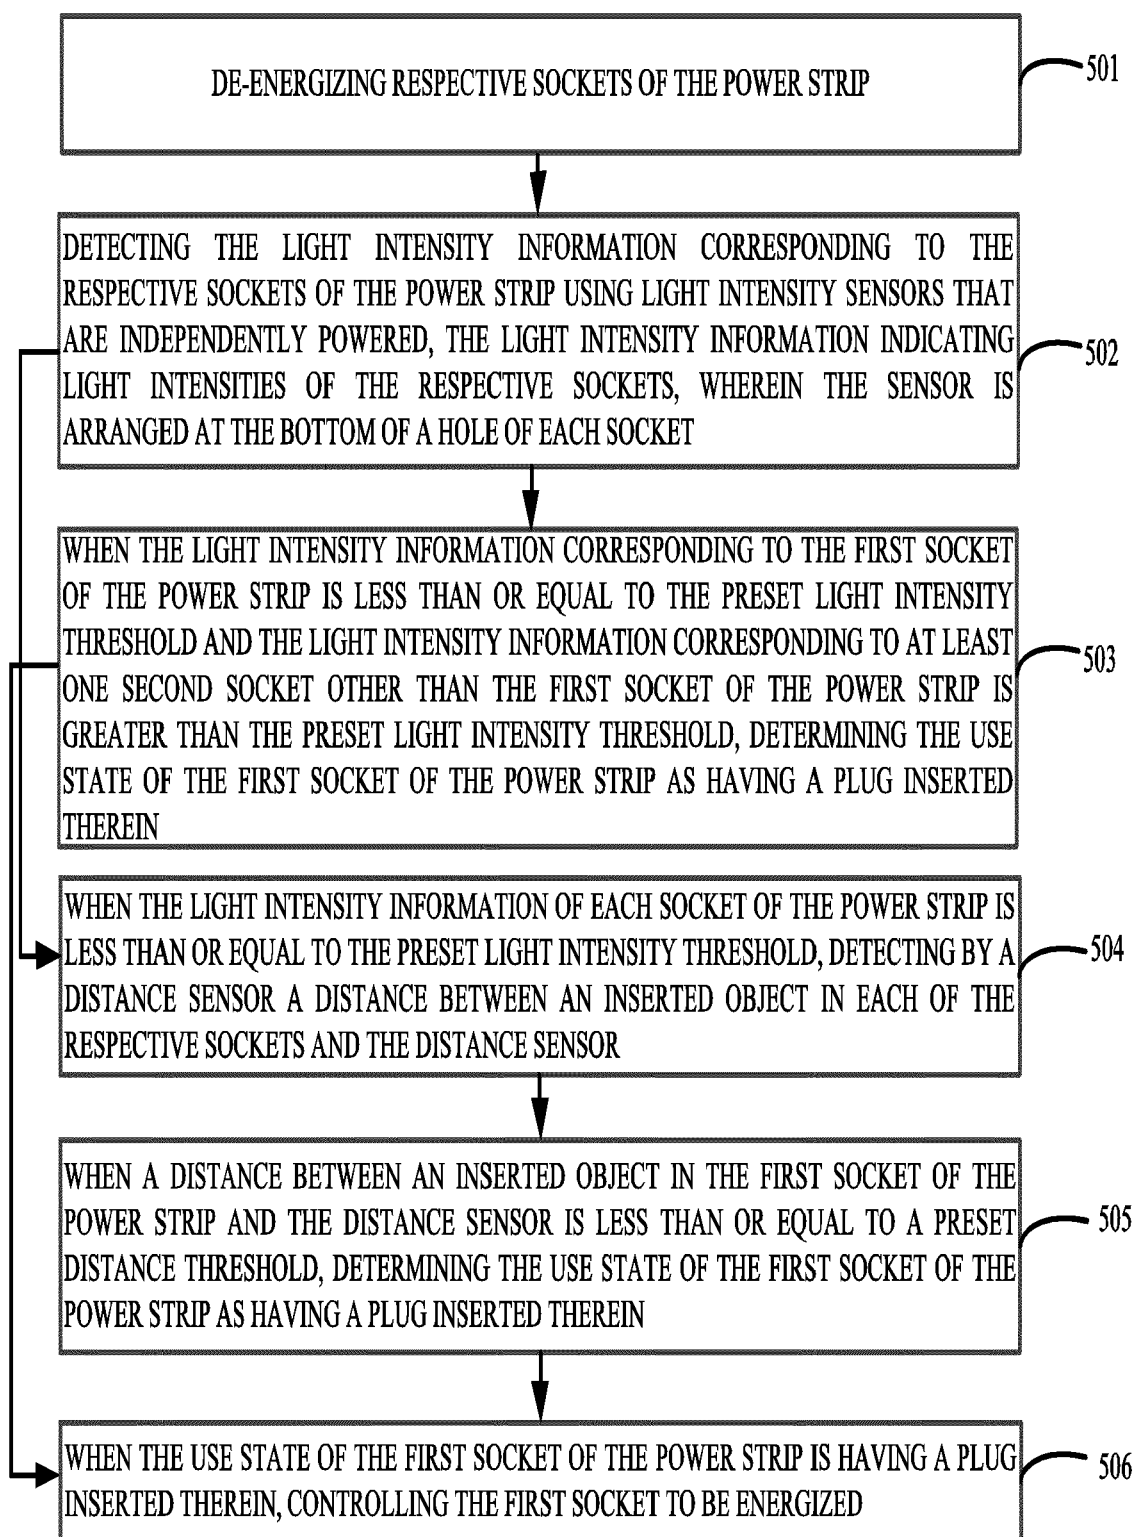 DE-ENERGIZING RESPECTIVE SOCKETS OF THE POWER STRIP
501
DETECTING THE LIGHT INTENSITY INFORMATION CORRESPONDING TO THE
RESPECTIVE SOCKETS OF THE POWER STRIP USING LIGHT INTENSITY SENSORS THAT
ARE INDEPENDENTLY POWERED, THE LIGHT INTENSITY INFORMATION INDICATING
LIGHT INTENSITIES OF THE RESPECTIVE SOCKETS, WHEREIN THE SENSOR IS
ARRANGED AT THE BOTTOM OF A HOLE OF EACH SOCKET
502
WHEN THE LIGHT INTENSITY INFORMATION CORRESPONDING TO THE FIRST SOCKET
OF THE POWER STRIP IS LESS THAN OR EQUAL TO THE PRESET LIGHT INTENSITY
THRESHOLD AND THE LIGHT INTENSITY INFORMATION CORRESPONDING TO AT LEAST
ONE SECOND SOCKET OTHER THAN THE FIRST SOCKET OF THE POWER STRIP IS
GREATER THAN THE PRESET LIGHT INTENSITY THRESHOLD, DETERMINING THE USE
STATE OF THE FIRST SOCKET OF THE POWER STRIP AS HAVING A PLUG INSERTED
THEREIN
503
WHEN THE LIGHT INTENSITY INFORMATION OF EACH SOCKET OF THE POWER STRIP IS
LESS THAN OR EQUAL TO THE PRESET LIGHT INTENSITY THRESHOLD, DETECTING BY A
DISTANCE SENSOR A DISTANCE BETWEEN AN INSERTED OBJECT IN EACH OF THE
RESPECTIVE SOCKETS AND THE DISTANCE SENSOR
504
WHEN A DISTANCE BETWEEN AN INSERTED OBJECT IN THE FIRST SOCKET OF THE
POWER STRIP AND THE DISTANCE SENSOR IS LESS THAN OR EQUAL TO A PRESET
DISTANCE THRESHOLD, DETERMINING THE USE STATE OF THE FIRST SOCKET OF THE
POWER STRIP AS HAVING A PLUG INSERTED THEREIN
505
WHEN THE USE STATE OF THE FIRST SOCKET OF THE POWER STRIP IS HAVING A PLUG
INSERTED THEREIN, CONTROLLING THE FIRST SOCKET TO BE ENERGIZED
506